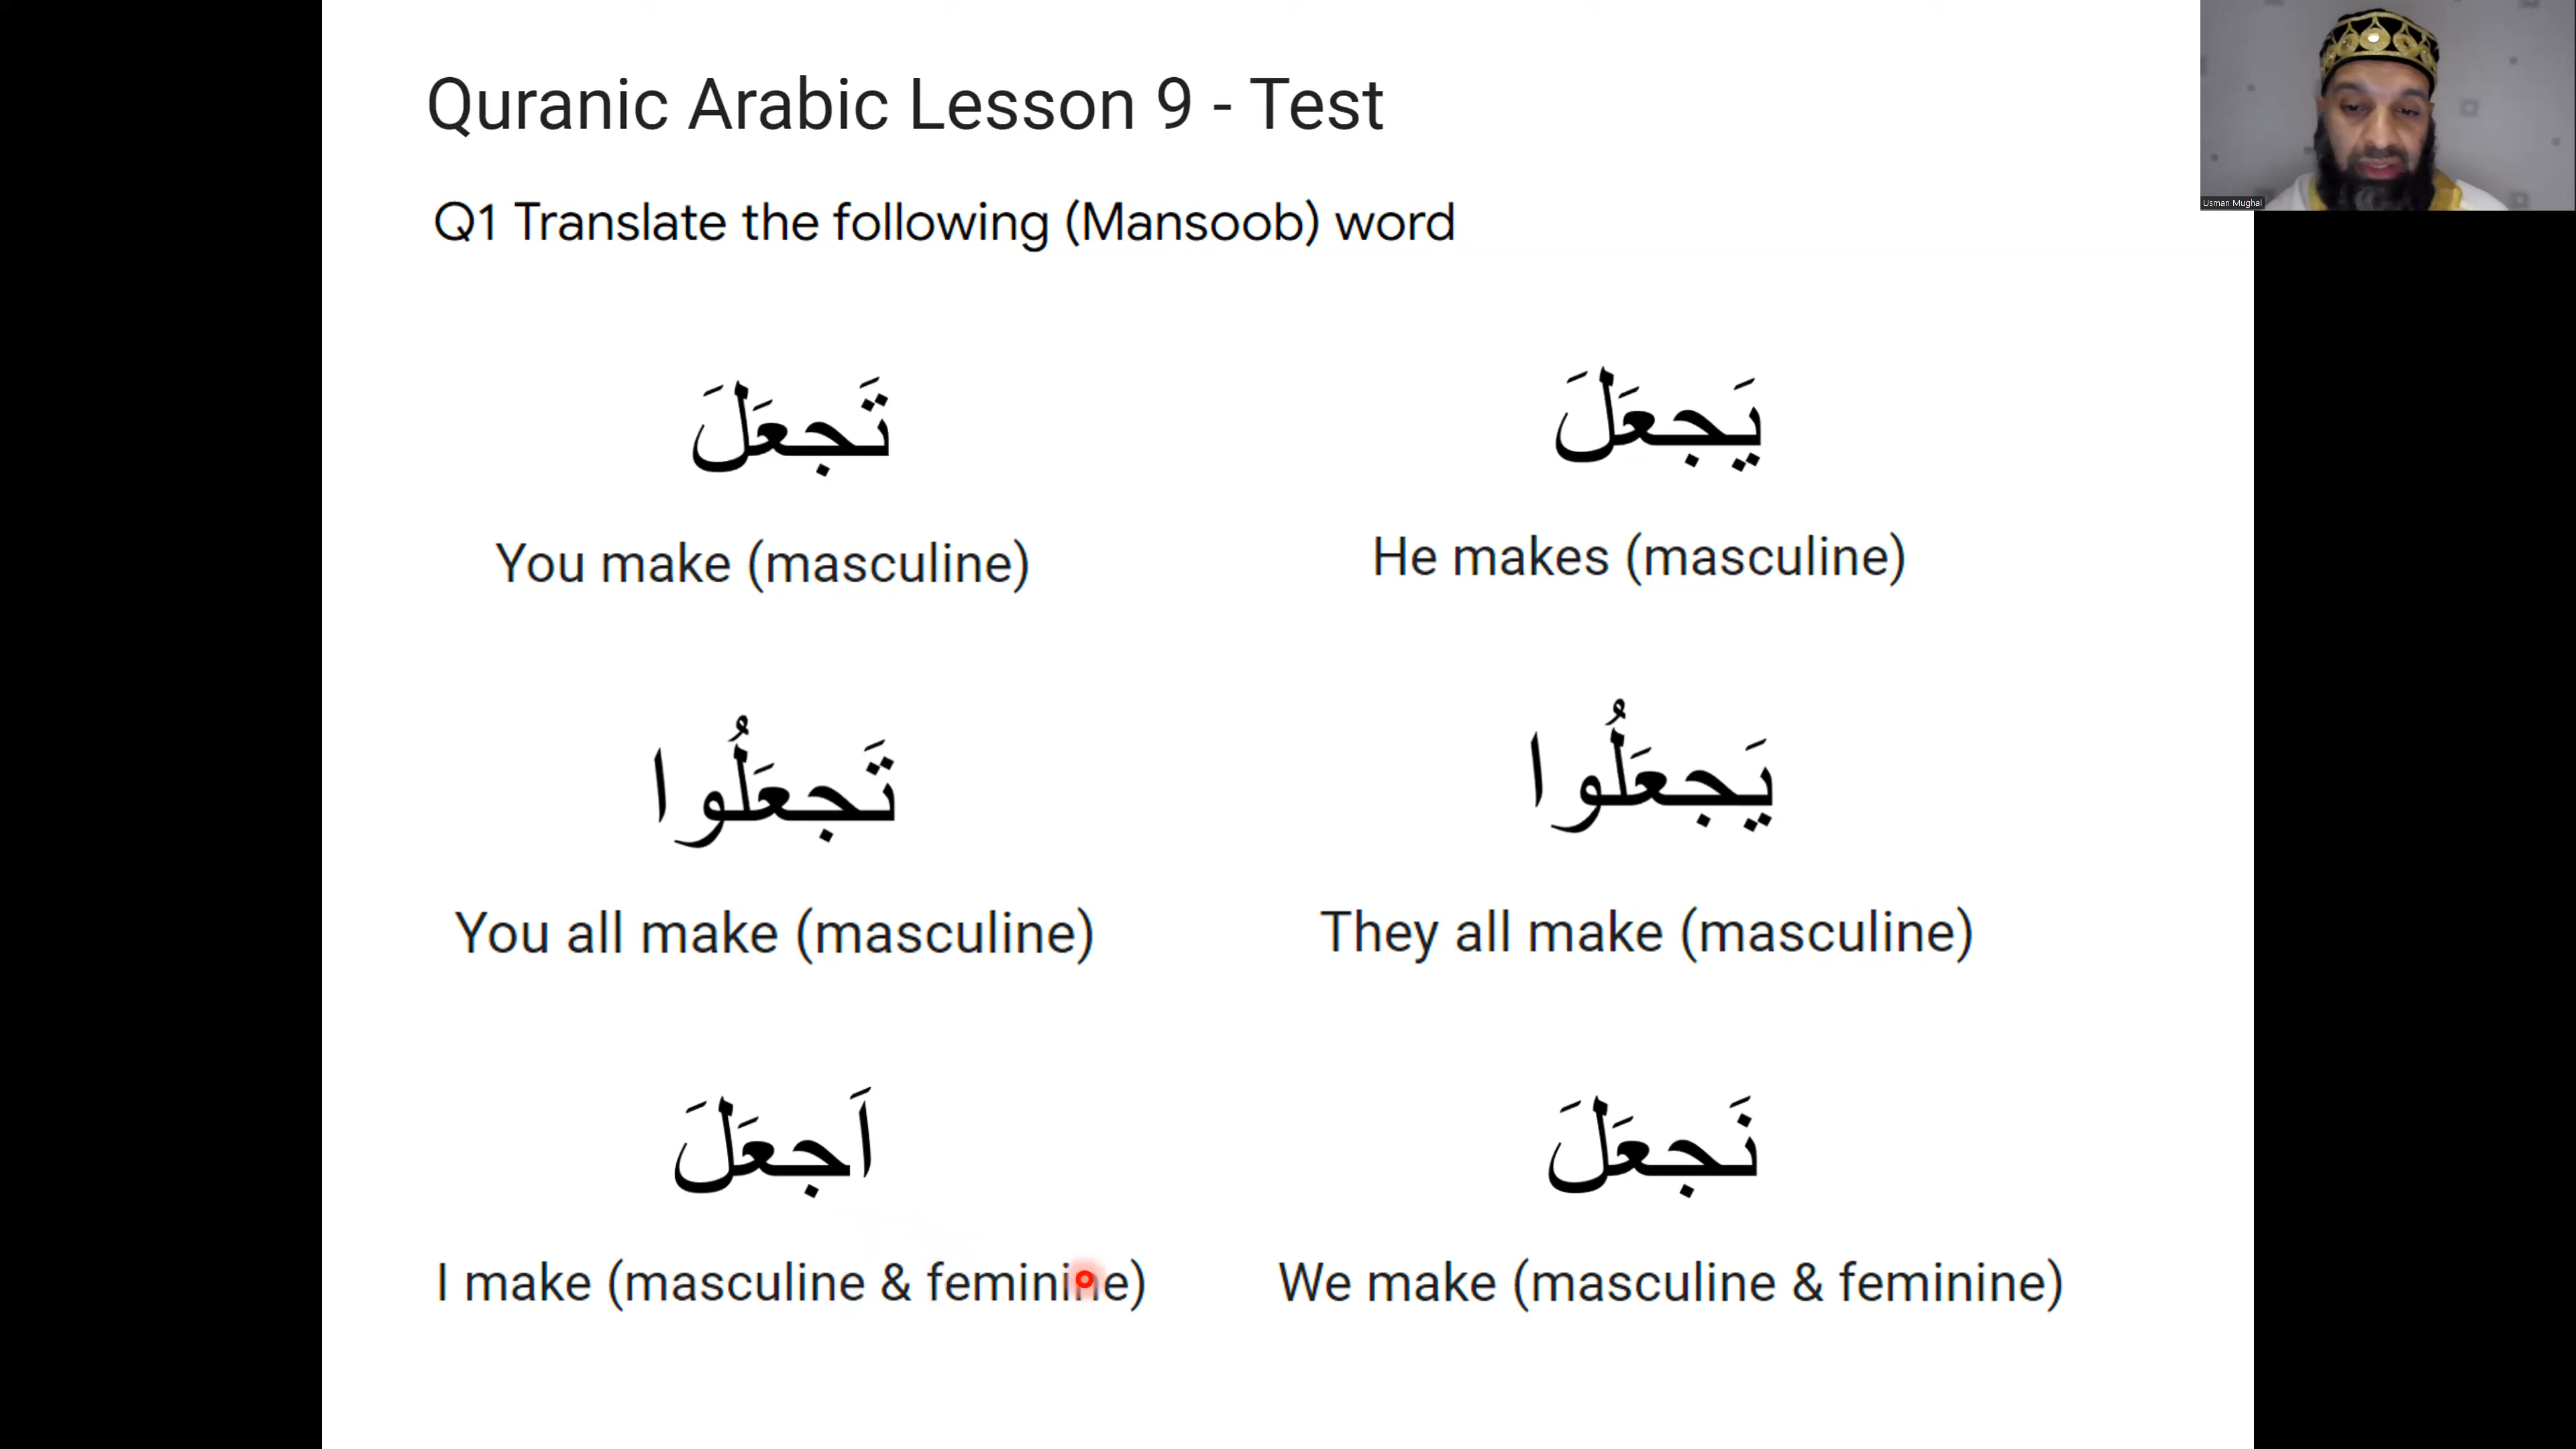 Quranic Arabic Lesson 9 - Test
Usman Mughal
Q1 Translate the following (Mansoob) word
تَجعَلَ
يَجعَلَ
You make (masculine)
He makes (masculine)
تَجعَلُوا
يَجعَلُوا
You all make (masculine)
They all make (masculine)
اَجعَلَ
نَجعَلَ
I make (masculine & feminine)
We make (masculine & feminine)